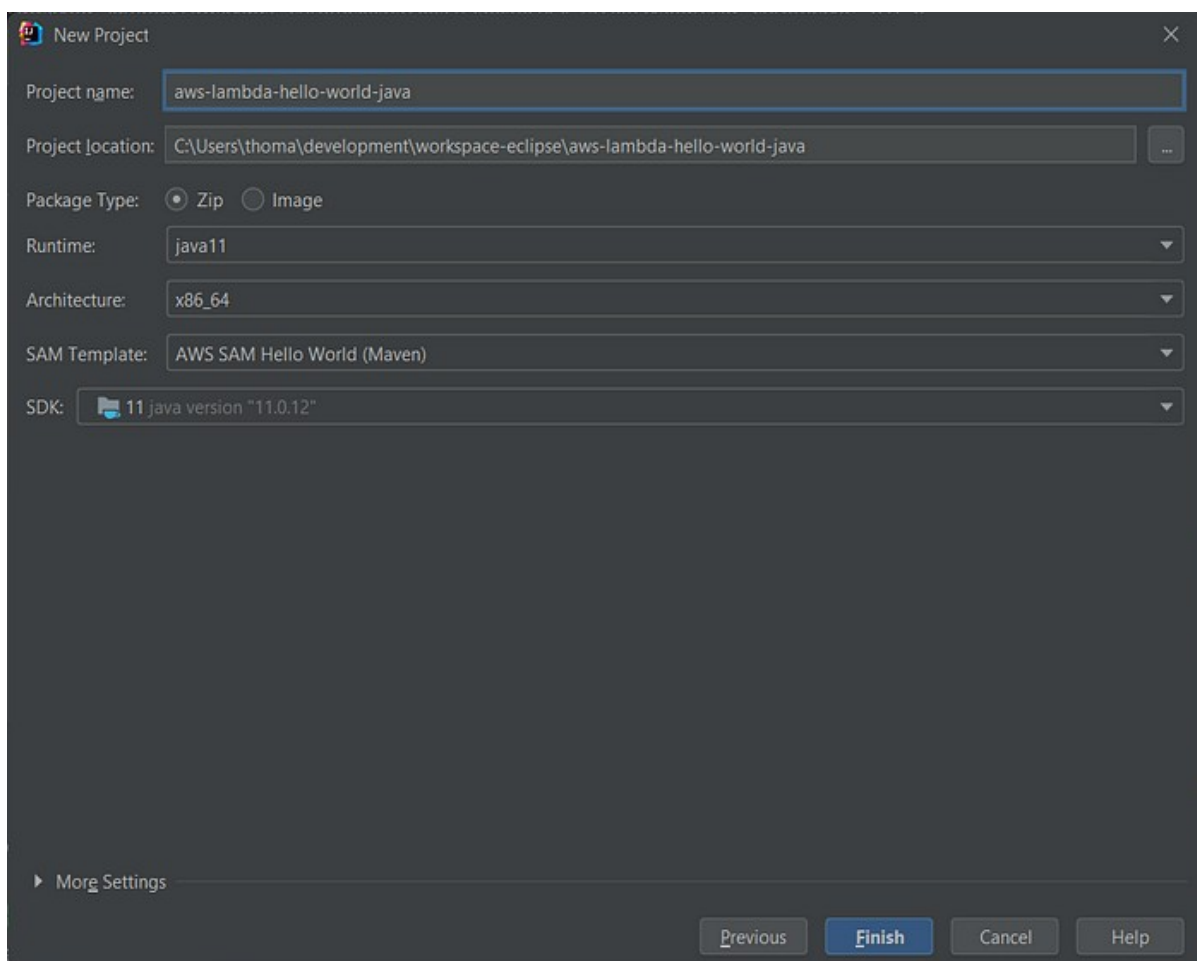 New Project
Project name: aws-lambda-hello-world-java
Project location: C:\Users\thoma\development\workspace-eclipse\aws-lambda-hello-world-java ...
Package Type: Zip Image
Runtime: java11
Architecture: x86_64
SAM Template: AWS SAM Hello World (Maven)
SDK: 11 java version "11.0.12"
More Settings
Previous Finish Cancel Help